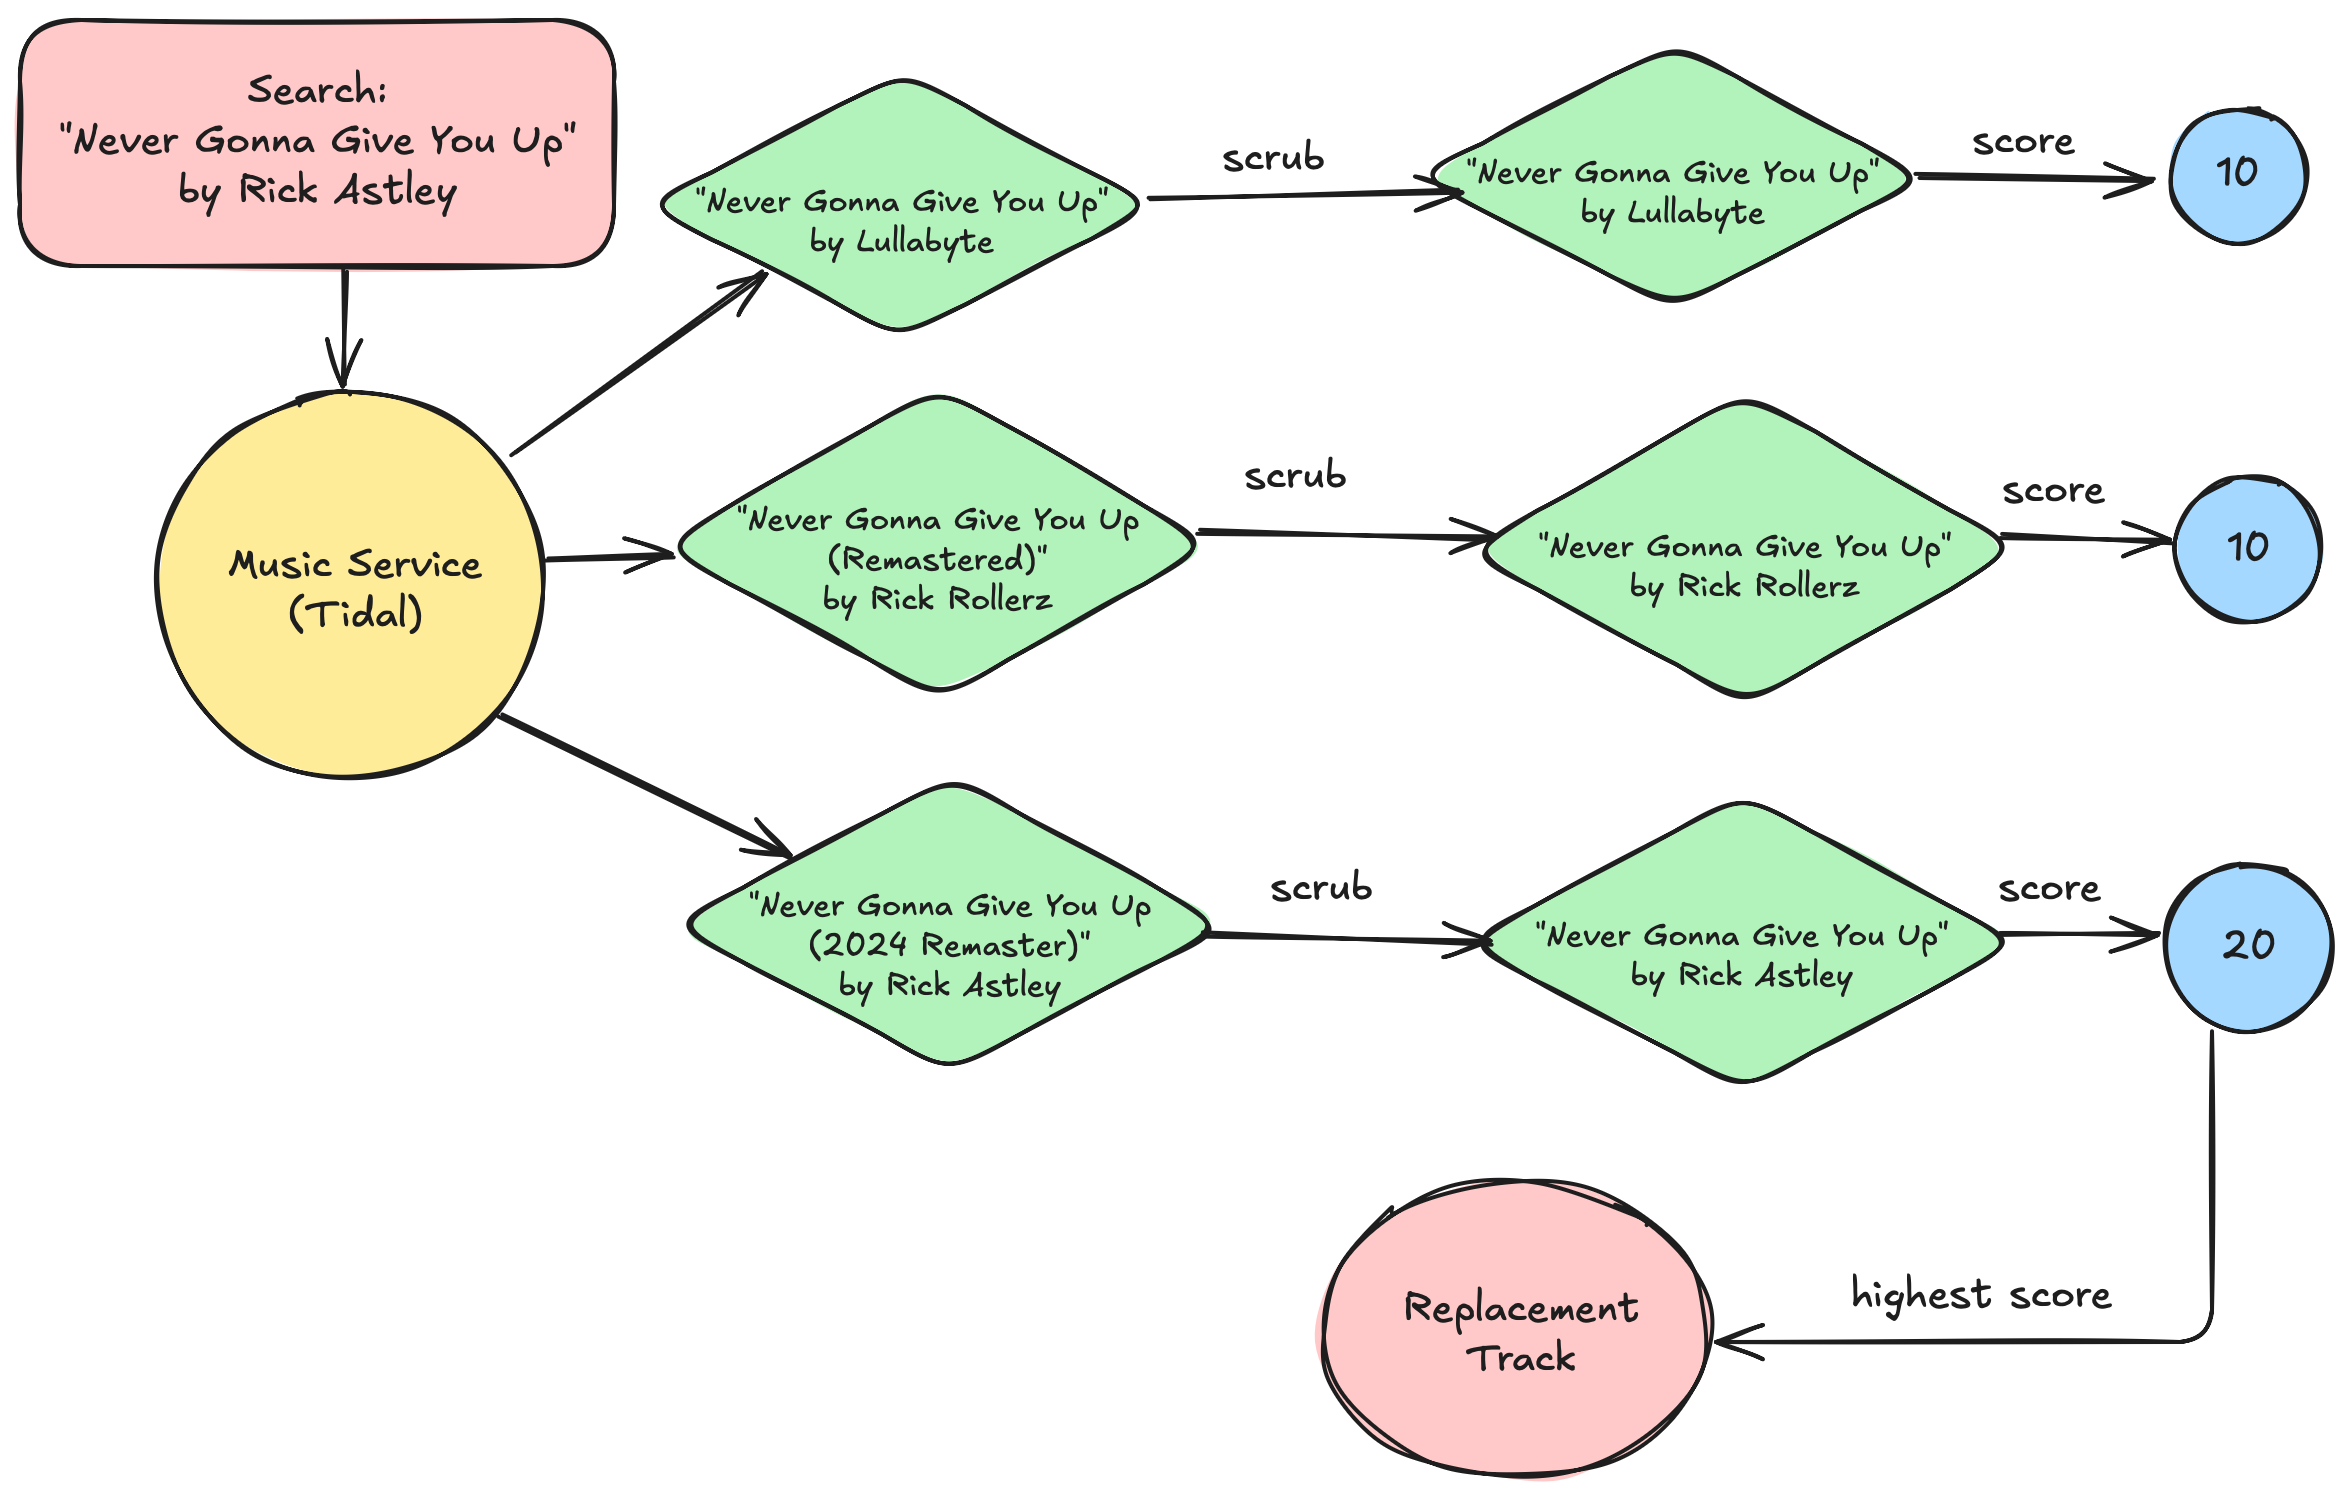 Search:
"Never Gonna Give You Up"
by Rick Astley
Music Service
(Tidal)
"Never Gonna Give You Up"
by Lullabyte
scrub
"Never Gonna Give You Up"
by Lullabyte
score
10
"Never Gonna Give You Up
(Remastered)"
by Rick Rollerz
scrub
"Never Gonna Give You Up"
by Rick Rollerz
score
10
"Never Gonna Give You Up
(2024 Remaster)"
by Rick Astley
scrub
"Never Gonna Give You Up"
by Rick Astley
score
20
highest score
Replacement
Track